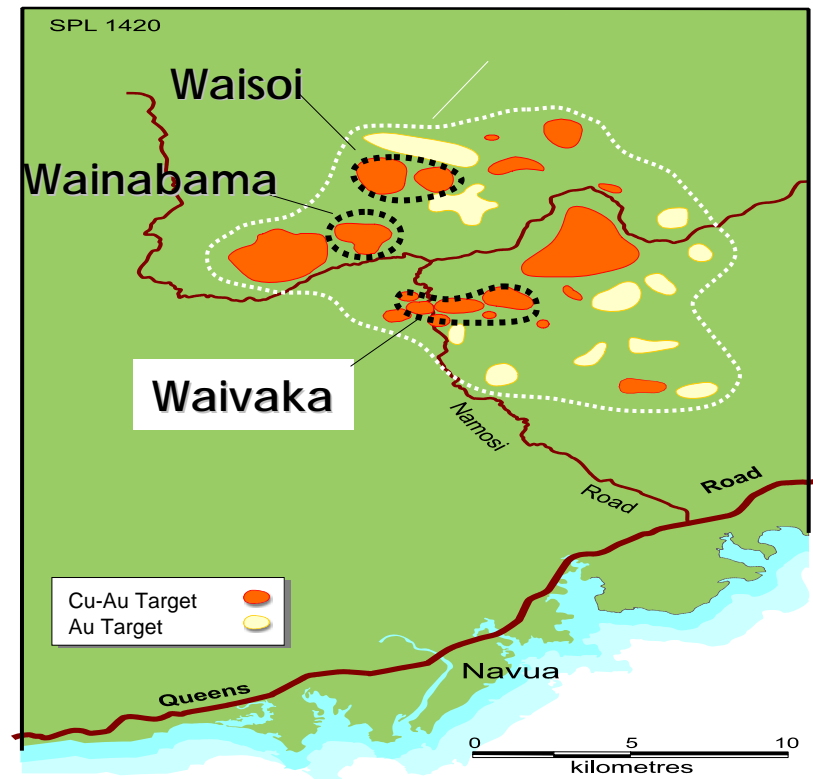 SPL 1420
Waisoi
Wainabama
Waivaka
Namosi
Road
Road
Cu-Au Target
Au Target
Navua
Queens
0 5 10
kilometres